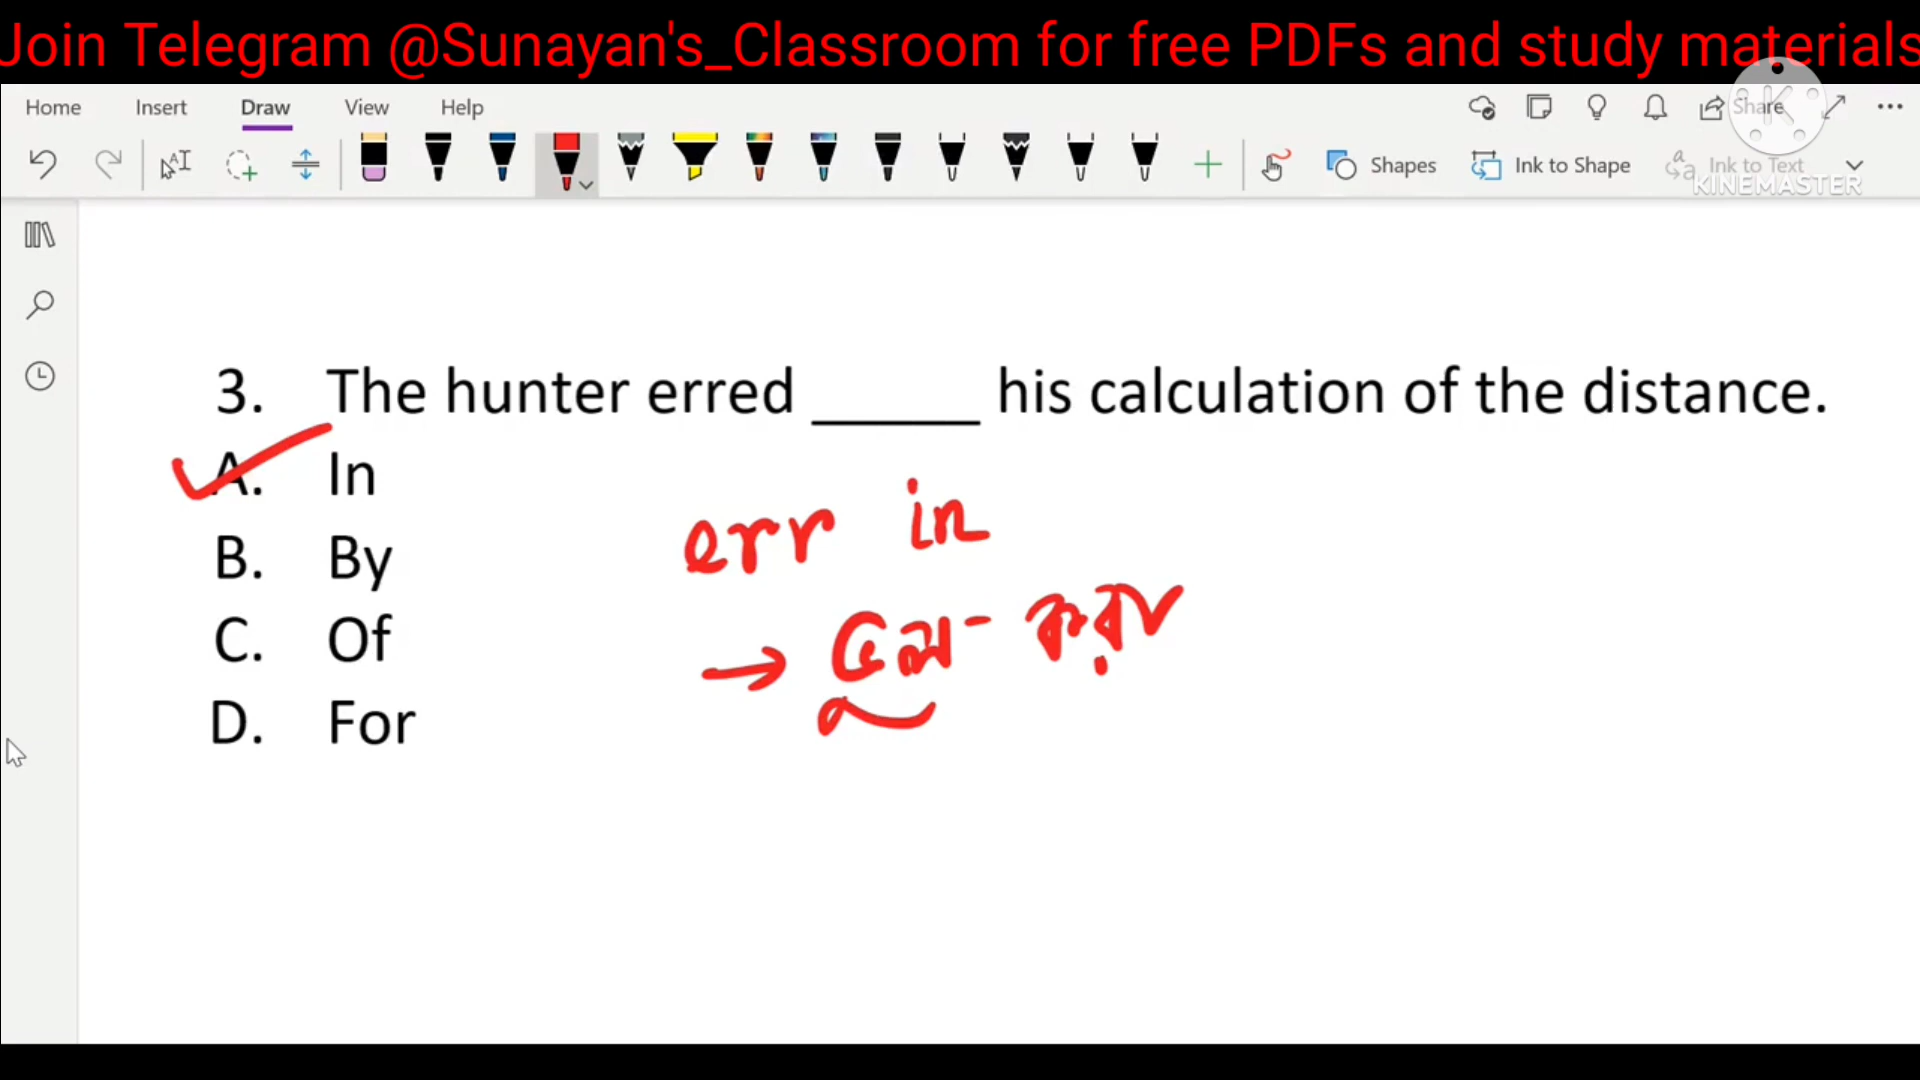 Join Telegram @Sunayan's_Classroom for free PDFs and study materials
Home Insert Draw View Help Share
Shapes Ink to Shape Ink to Text
KINEMASTER
3. The hunter erred ______ his calculation of the distance.
A. In
B. By
C. Of
D. For
err in
→